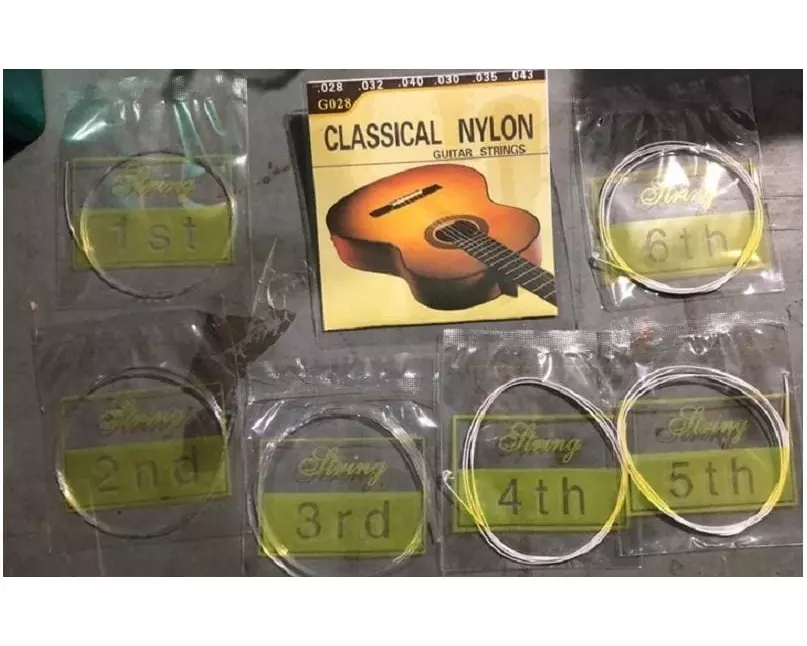 .028 .032 .040 .030 .035 .043
G028
CLASSICAL NYLON
GUITAR STRINGS
String
1st
String
6th
String
2nd
String
3rd
String
4th
String
5th